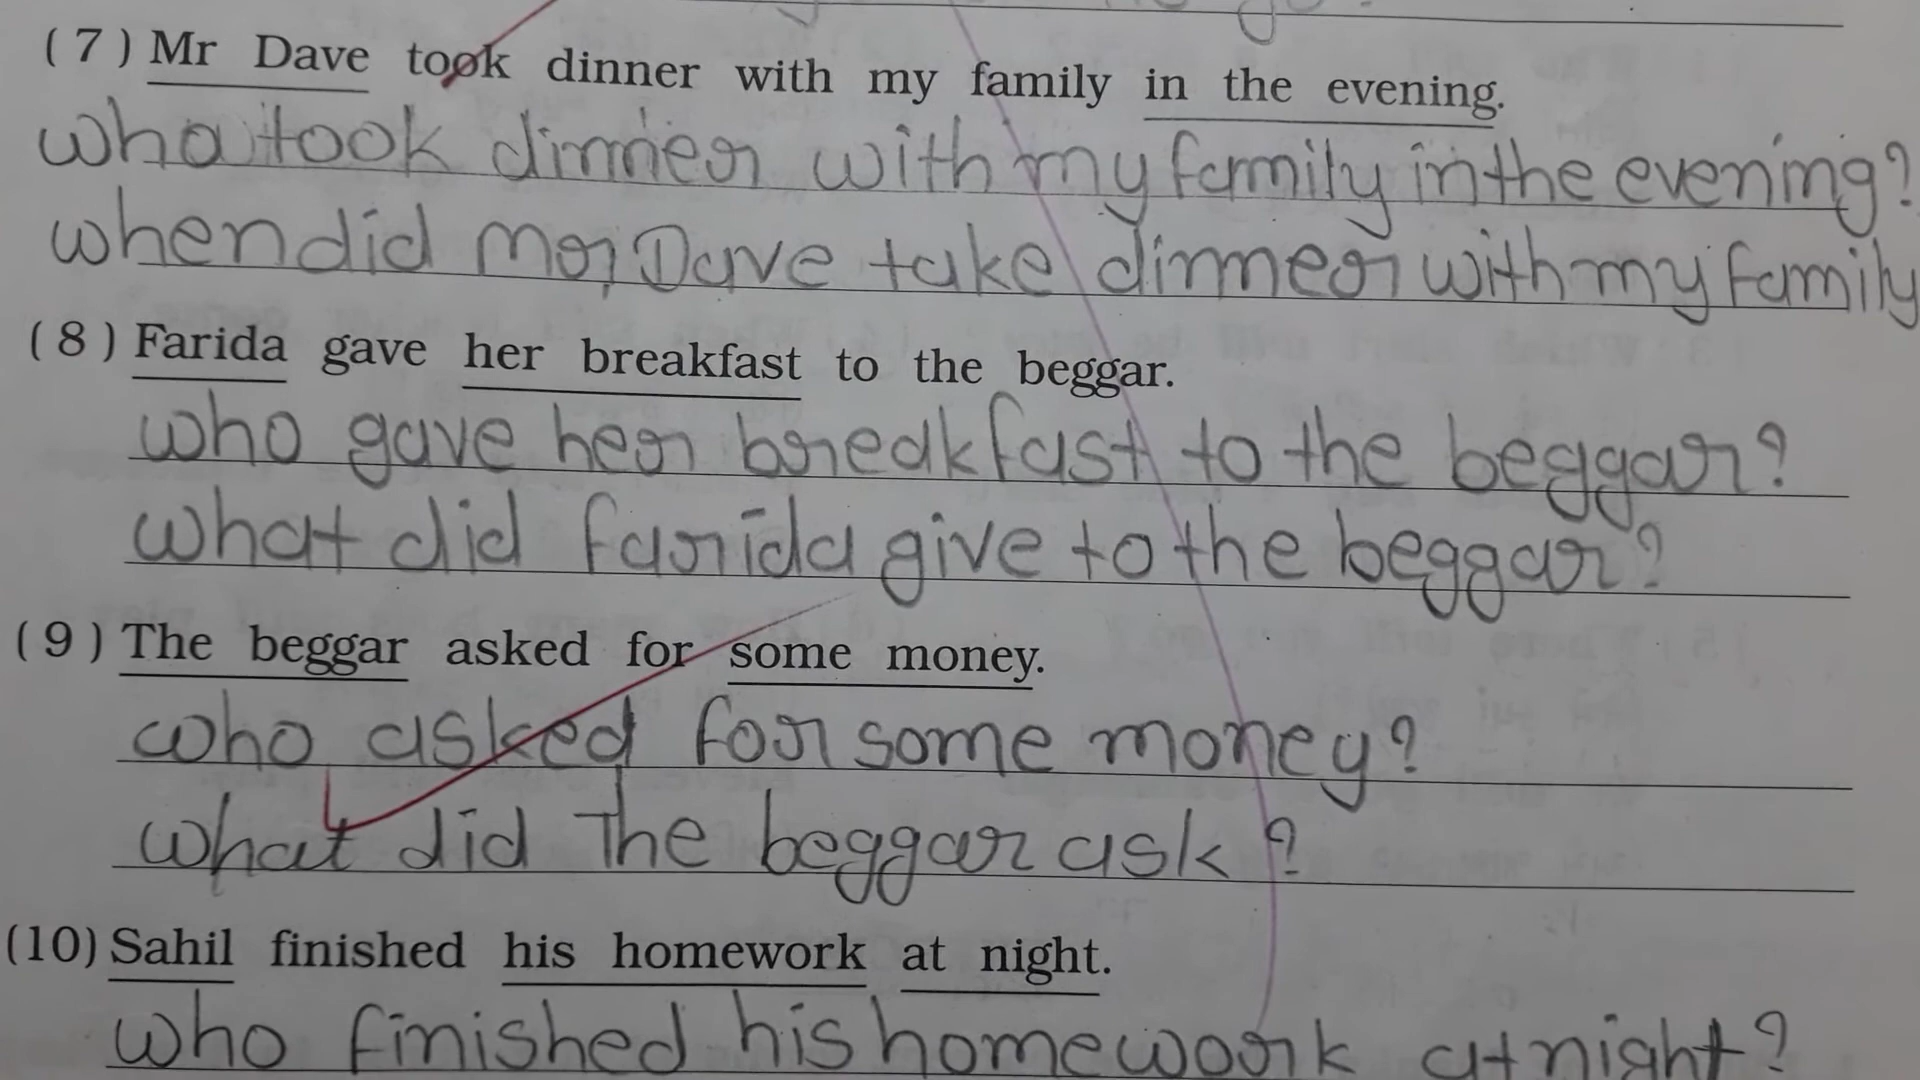 (7) Mr Dave took dinner with my family in the evening.
who took dinner with my family in the evening?
when did mr, Dave take dinner with my family
(8) Farida gave her breakfast to the beggar.
who gave her breakfast to the beggar?
what did farida give to the beggar?
(9) The beggar asked for some money.
who asked for some money?
what did The beggar ask?
(10) Sahil finished his homework at night.
who finished his homework at night?